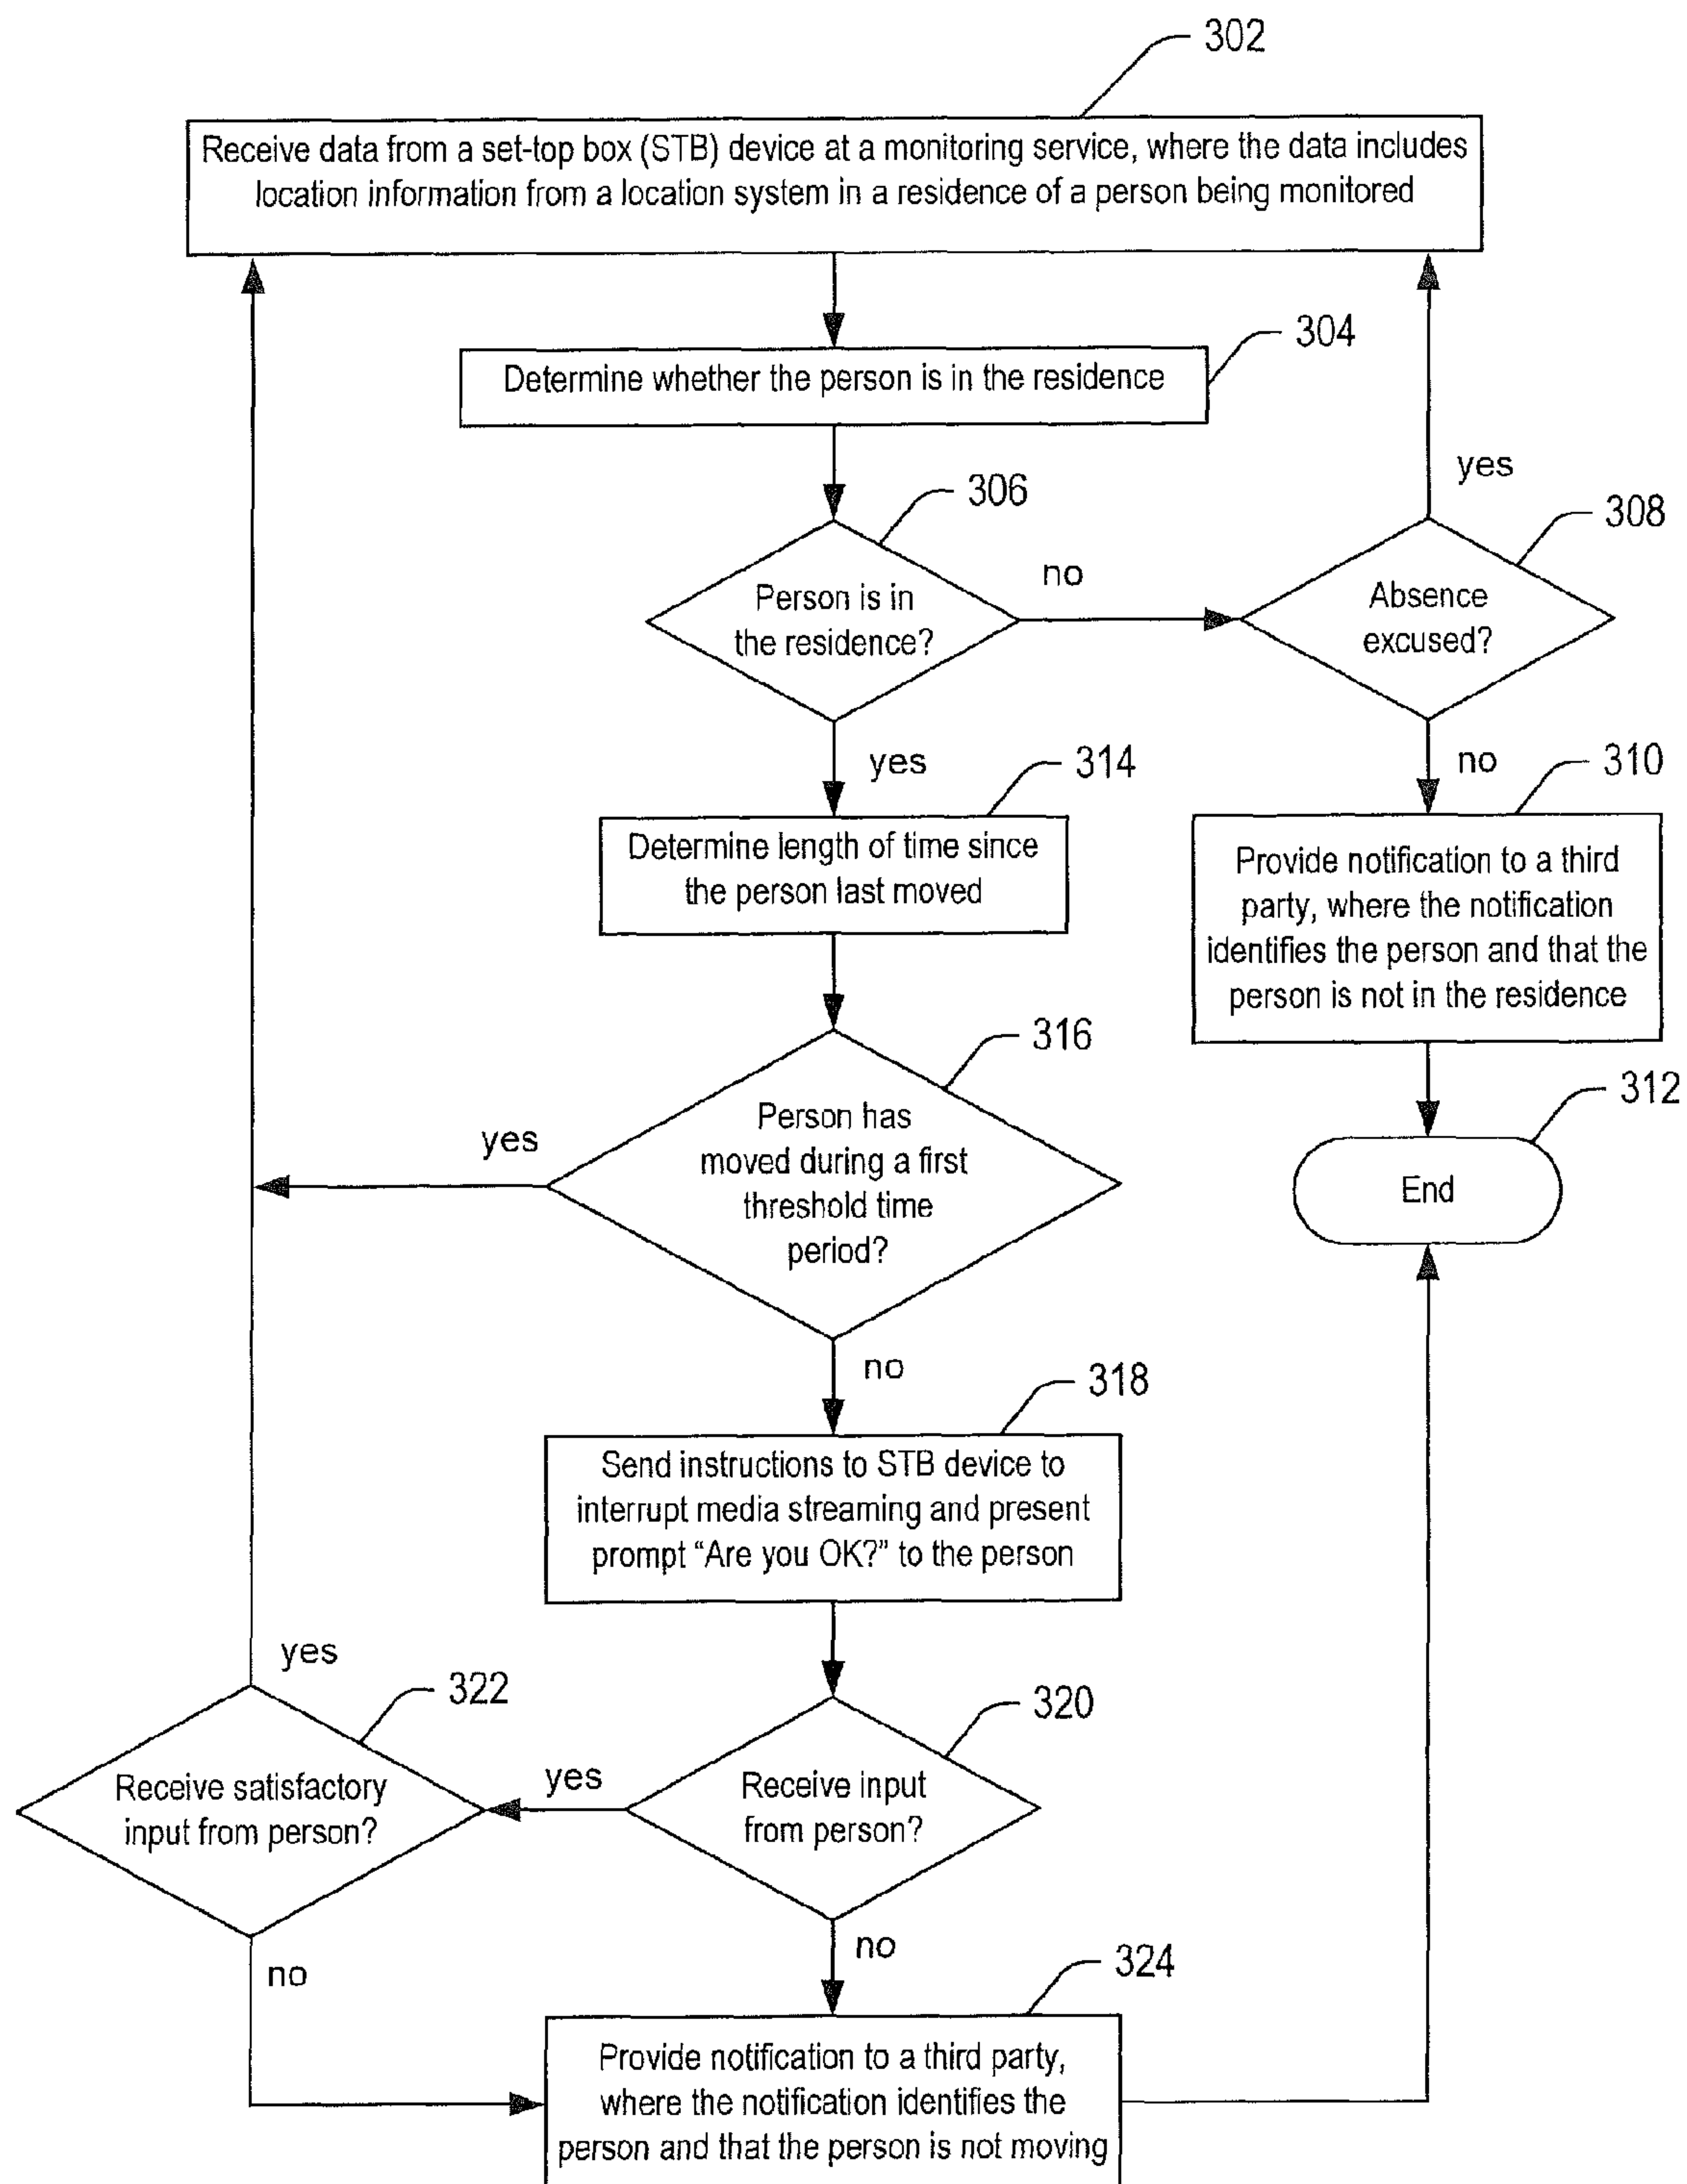 302
Receive data from a set-top box (STB) device at a monitoring service, where the data includes
location information from a location system in a residence of a person being monitored
304
Determine whether the person is in the residence
yes
306
308
no
Person is in
the residence?
Absence
excused?
yes
314
no
310
Determine length of time since
the person last moved
Provide notification to a third
party, where the notification
identifies the person and that the
person is not in the residence
316
312
yes
Person has
moved during a first
threshold time
period?
End
no
318
Send instructions to STB device to
interrupt media streaming and present
prompt “Are you OK?” to the person
yes
322
320
Receive satisfactory
input from person?
yes
Receive input
from person?
no
no
324
Provide notification to a third party,
where the notification identifies the
person and that the person is not moving